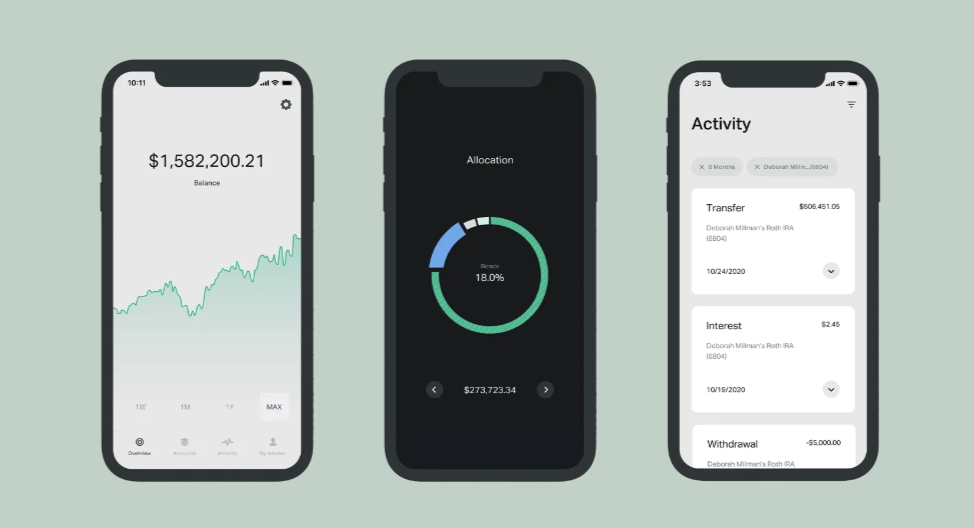 10:11
$1,582,200.21
Balance
1W
1M
1Y
MAX
Overview
Accounts
Activity
Allocation
Bonds
18.0%
$273,723.34
3:53
Activity
× 6 Months
× Deborah Millm...(6804)
Transfer
$506,451.05
Deborah Millman's Roth IRA
(6804)
10/24/2020
Interest
$2.45
Deborah Millman's Roth IRA
(6804)
10/19/2020
Withdrawal
-$5,000.00
Deborah Millman's Roth IRA